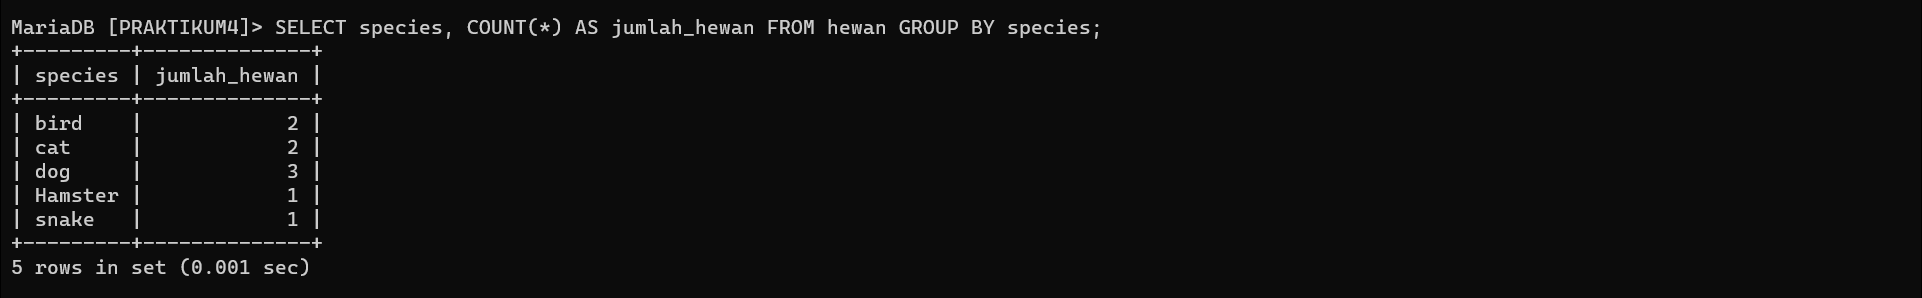 MariaDB [PRAKTIKUM4]> SELECT species, COUNT(*) AS jumlah_hewan FROM hewan GROUP BY species;
+---------+--------------+
| species | jumlah_hewan |
+---------+--------------+
| bird    |            2 |
| cat     |            2 |
| dog     |            3 |
| Hamster |            1 |
| snake   |            1 |
+---------+--------------+
5 rows in set (0.001 sec)